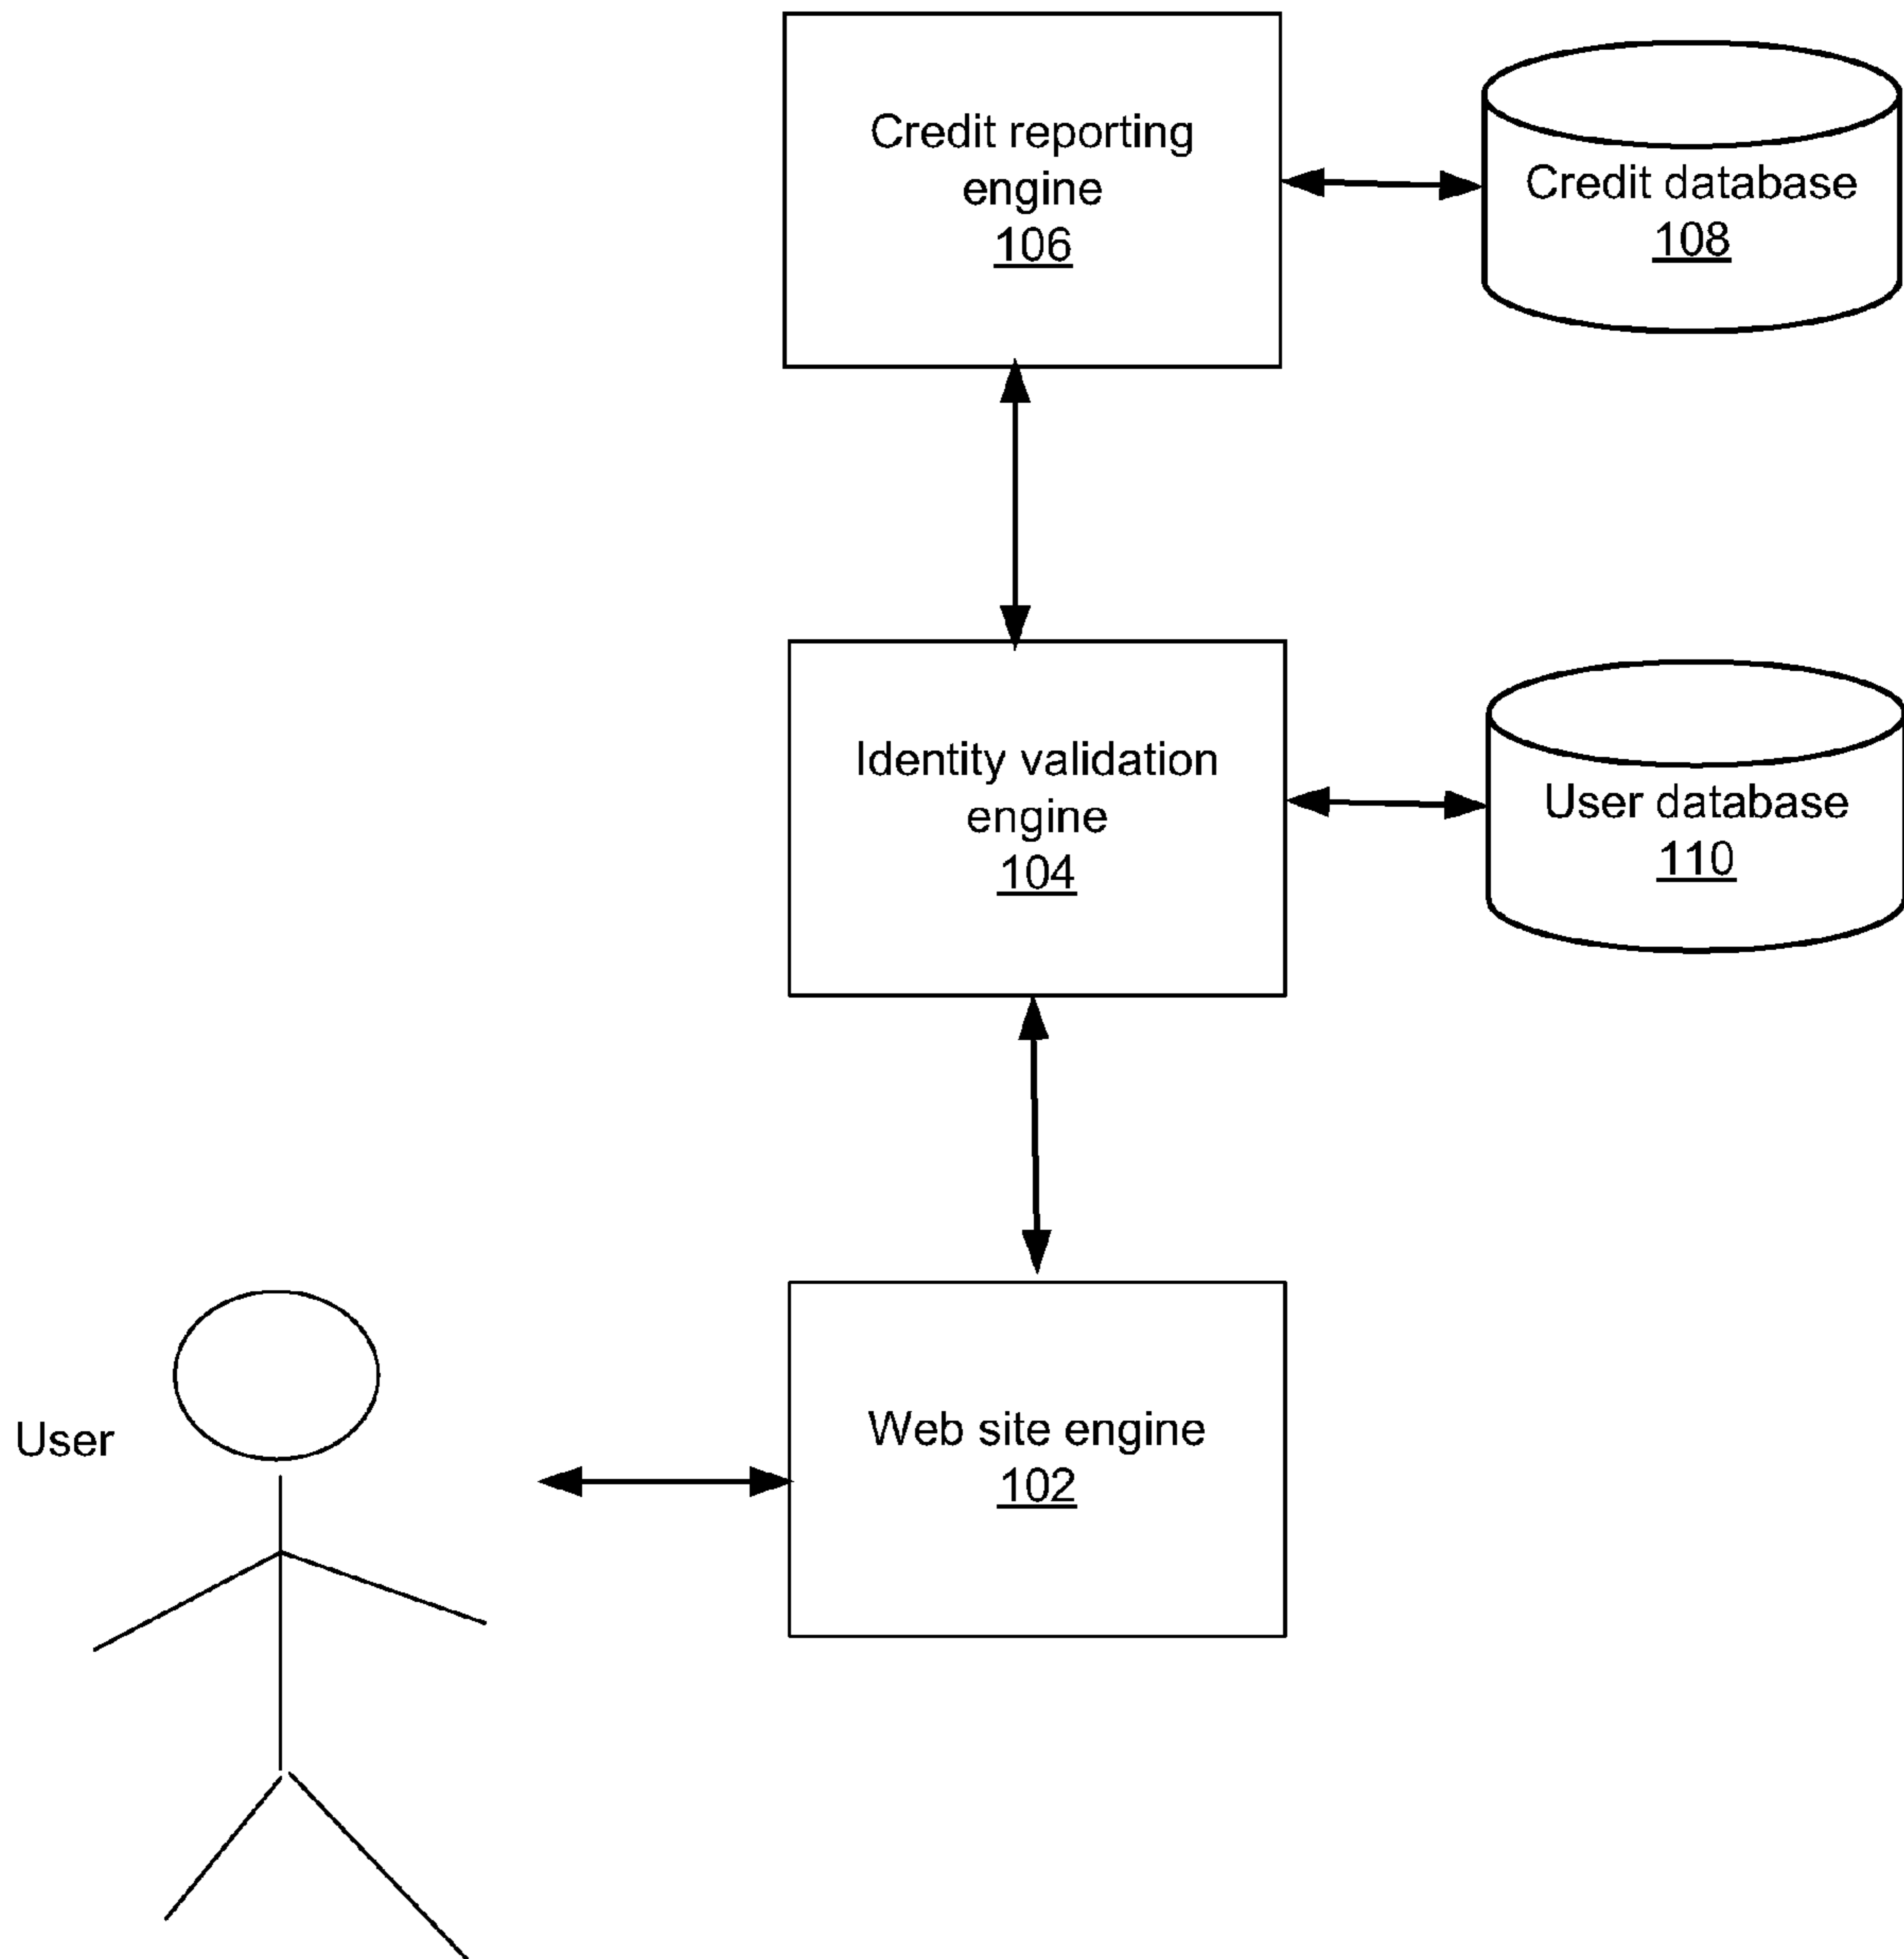 Credit reporting
engine
106
Credit database
108
Identity validation
engine
104
User database
110
User
Web site engine
102